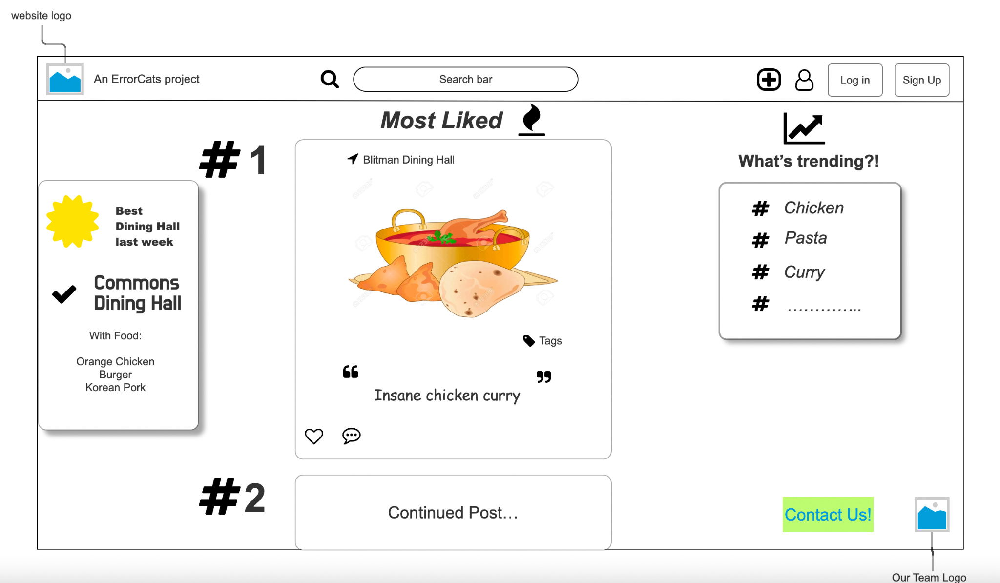 website logo
An ErrorCats project
Search bar
Log in
Sign Up
Most Liked
# 1
Blitman Dining Hall
Tags
“ ”
Insane chicken curry
Best
Dining Hall
last week
Commons
Dining Hall
With Food:
Orange Chicken
Burger
Korean Pork
What’s trending?!
# Chicken
# Pasta
# Curry
# ..............
#2
Continued Post...
Contact Us!
Our Team Logo